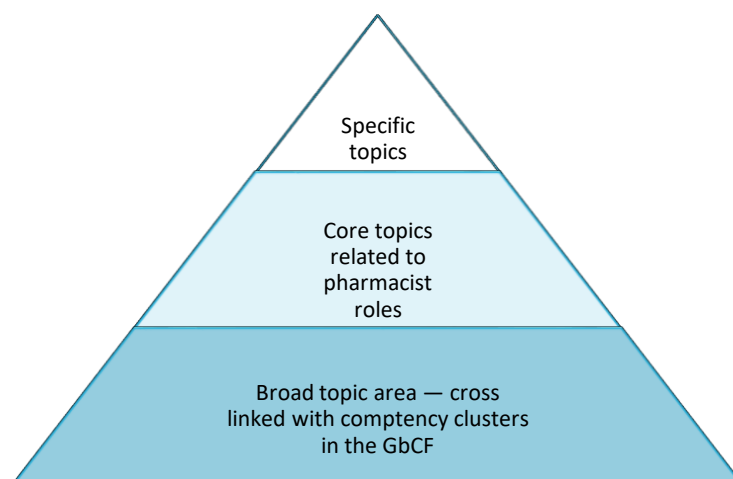 Specific
topics
Core topics
related to
pharmacist
roles
Broad topic area — cross
linked with comptency clusters
in the GbCF